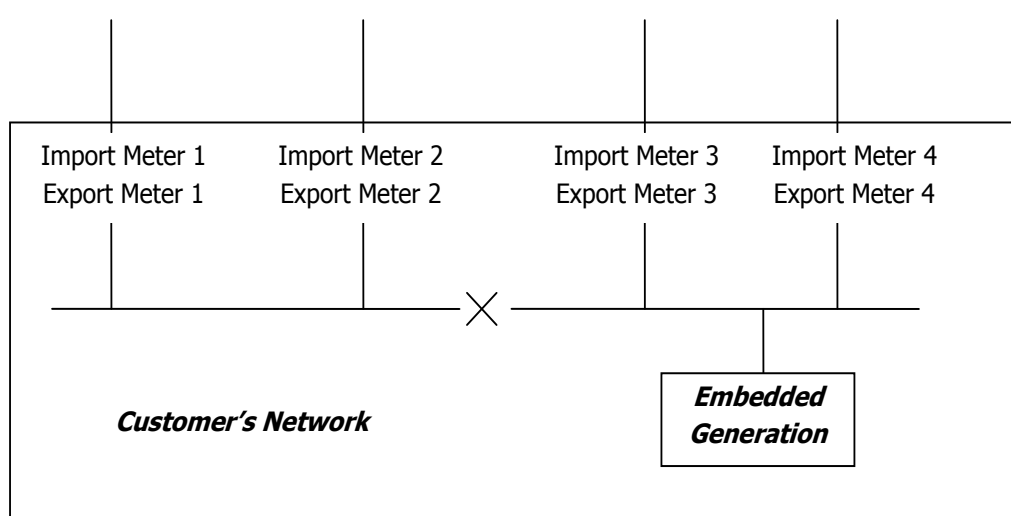 Import Meter 1
Export Meter 1
Import Meter 2
Export Meter 2
Import Meter 3
Export Meter 3
Import Meter 4
Export Meter 4
Customer’s Network
Embedded
Generation